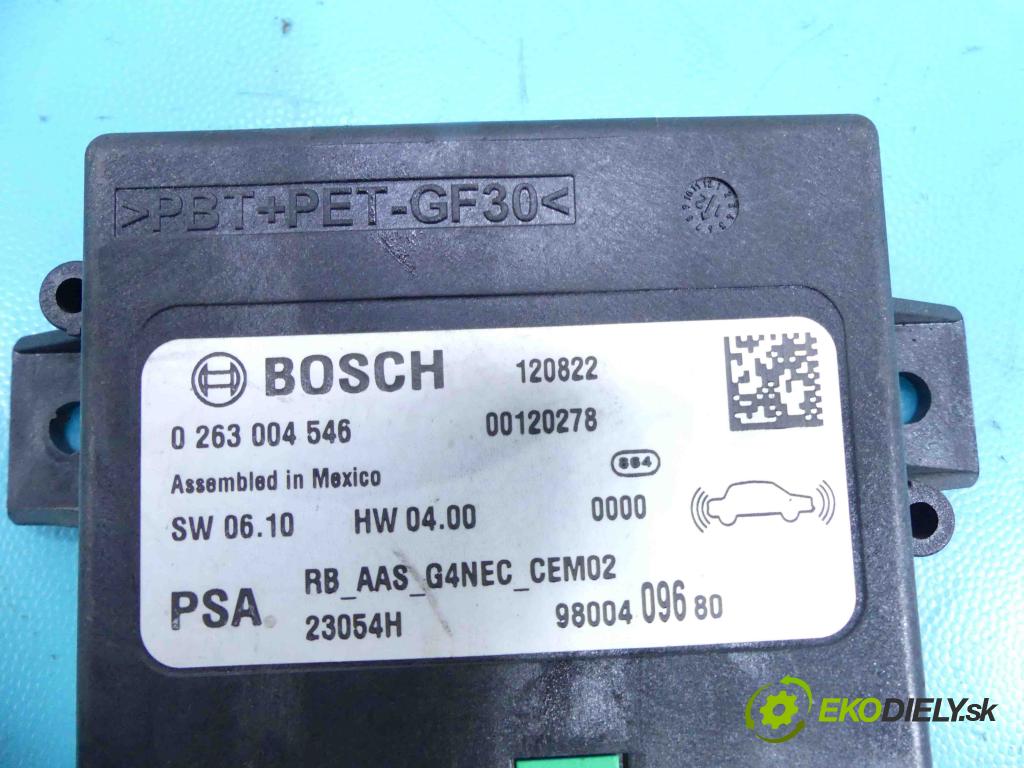 >PBT+PET-GF30<
BOSCH 120822
0 263 004 546 00120278
Assembled in Mexico 884
SW 06.10 HW 04.00 0000
RB_AAS_G4NEC_CEM02
PSA
23054H 98004 096 80
EKODIELY.sk